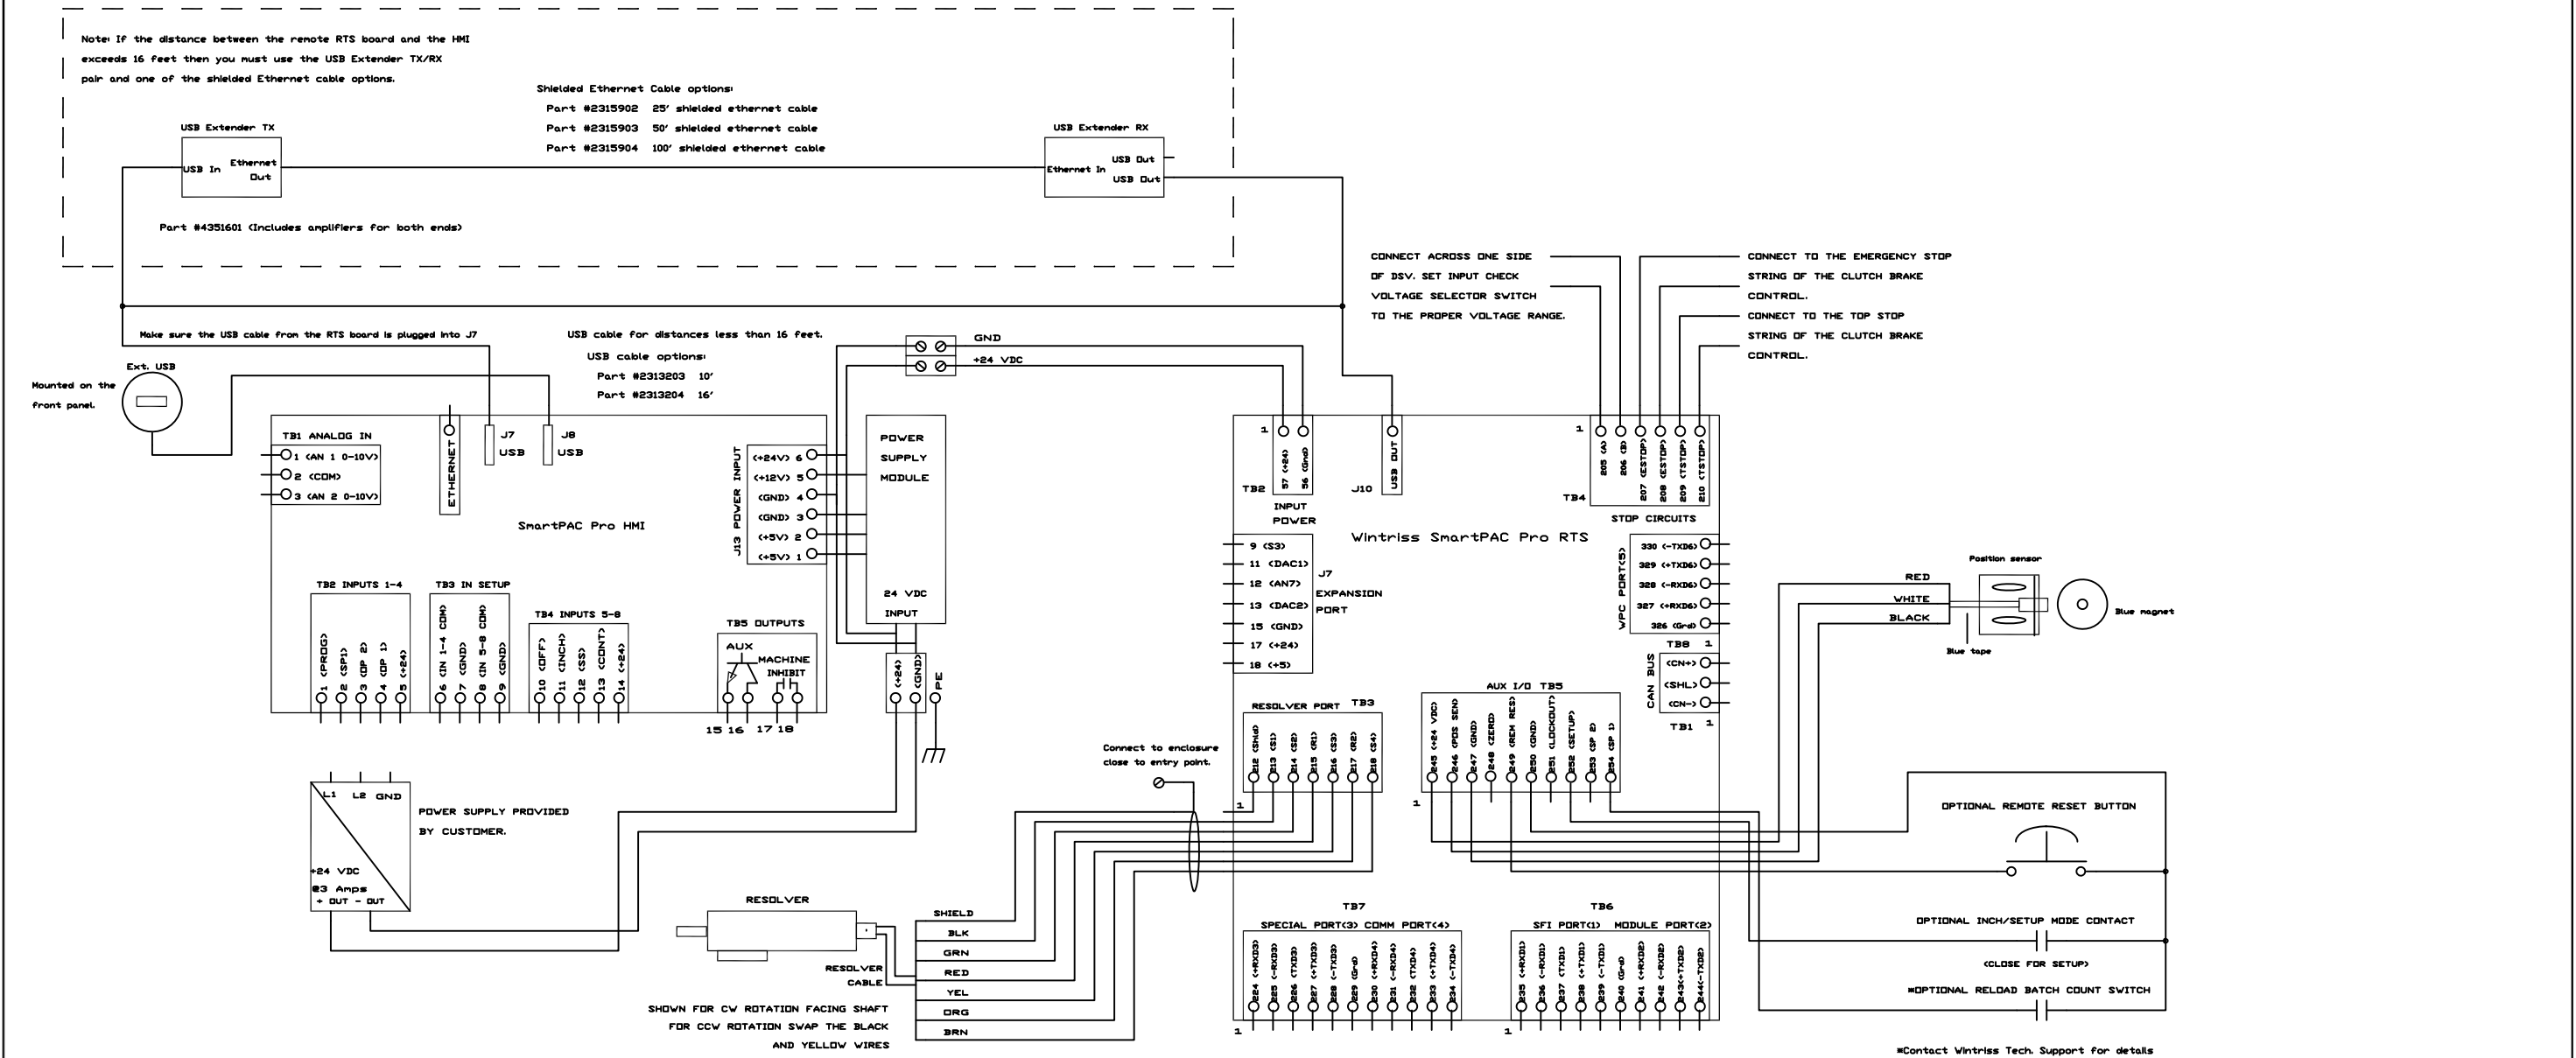 Note: If the distance between the remote RTS board and the HMI
exceeds 16 feet then you must use the USB Extender TX/RX
pair and one of the shielded Ethernet cable options.
Shielded Ethernet Cable options:
Part #2315902 25' shielded ethernet cable
Part #2315903 50' shielded ethernet cable
Part #2315904 100' shielded ethernet cable
USB Extender TX
USB In
Ethernet
Out
USB Extender RX
Ethernet In
USB Out
USB Out
Part #4351601 (Includes amplifiers for both ends)
CONNECT ACROSS ONE SIDE
OF DSV. SET INPUT CHECK
VOLTAGE SELECTOR SWITCH
TO THE PROPER VOLTAGE RANGE.
CONNECT TO THE EMERGENCY STOP
STRING OF THE CLUTCH BRAKE
CONTROL.
CONNECT TO THE TOP STOP
STRING OF THE CLUTCH BRAKE
CONTROL.
Make sure the USB cable from the RTS board is plugged into J7
USB cable for distances less than 16 feet.
USB cable options:
Part #2313203 10'
Part #2313204 16'
GND
+24 VDC
Ext. USB
Mounted on the
front panel.
TB1 ANALOG IN
1 (AN 1 0-10V)
2 (COM)
3 (AN 2 0-10V)
ETHERNET
J7
USB
J8
USB
SmartPAC Pro HMI
J13 POWER INPUT
(+24V) 6
(+12V) 5
(GND) 4
(GND) 3
(+5V) 2
(+5V) 1
POWER
SUPPLY
MODULE
24 VDC
INPUT
TB2 INPUTS 1-4
1 (PROG)
2 (SP1)
3 (OP 2)
4 (OP 1)
5 (+24)
TB3 IN SETUP
6 (IN 1-4 COM)
7 (GND)
8 (IN 5-8 COM)
9 (GND)
TB4 INPUTS 5-8
10 (OFF)
11 (INCH)
12 (SS)
13 (CONT)
14 (+24)
TB5 OUTPUTS
AUX
MACHINE
INHIBIT
15 16 17 18
(+24)
(GND)
PE
1
57 (+24)
56 (Gnd)
TB2
INPUT
POWER
J10
USB OUT
1
205 (A)
206 (B)
207 (ESTOP)
208 (ESTOP)
209 (TSTOP)
210 (TSTOP)
TB4
STOP CIRCUITS
Wintriss SmartPAC Pro RTS
9 (S3)
11 (DAC1)
12 (AN7)
13 (DAC2)
15 (GND)
17 (+24)
18 (+5)
J7
EXPANSION
PORT
WPC PORT(5)
330 (-TXD6)
329 (+TXD6)
328 (-RXD6)
327 (+RXD6)
326 (Grd)
TB8 1
CAN BUS
(CN+)
(SHL)
(CN-)
TB1
1
RED
WHITE
BLACK
Position sensor
Blue magnet
Blue tape
RESOLVER PORT TB3
212 (Shld)
213 (S1)
214 (S2)
215 (R1)
216 (S3)
217 (R2)
218 (S4)
1
AUX I/O TB5
245 (+24 VDC)
246 (POS SEN)
247 (GND)
248 (ZERO)
249 (REM RES)
250 (GND)
251 (LOCKOUT)
252 (SETUP)
253 (SP 2)
254 (SP 1)
1
Connect to enclosure
close to entry point.
L1 L2 GND
+24 VDC
@3 Amps
+ OUT - OUT
POWER SUPPLY PROVIDED
BY CUSTOMER.
RESOLVER
RESOLVER
CABLE
SHIELD
BLK
GRN
RED
YEL
ORG
BRN
SHOWN FOR CW ROTATION FACING SHAFT
FOR CCW ROTATION SWAP THE BLACK
AND YELLOW WIRES
TB7
SPECIAL PORT(3) COMM PORT(4)
224 (+RXD3)
225 (-RXD3)
226 (TXD3)
227 (+TXD3)
228 (-TXD3)
229 (Grd)
230 (+RXD4)
231 (-RXD4)
232 (TXD4)
233 (+TXD4)
234 (-TXD4)
1
TB6
SFI PORT(1) MODULE PORT(2)
235 (+RXD1)
236 (-RXD1)
237 (TXD1)
238 (+TXD1)
239 (-TXD1)
240 (Grd)
241 (+RXD2)
242 (-RXD2)
243(+TXD2)
244(-TXD2)
1
OPTIONAL REMOTE RESET BUTTON
OPTIONAL INCH/SETUP MODE CONTACT
(CLOSE FOR SETUP)
*OPTIONAL RELOAD BATCH COUNT SWITCH
*Contact Wintriss Tech. Support for details